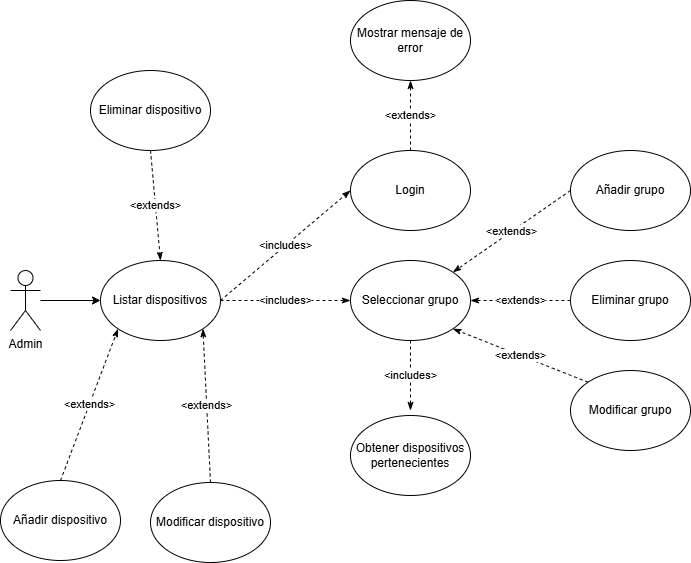 Mostrar mensaje de
error
Eliminar dispositivo
<extends>
Login
Añadir grupo
<extends>
<extends>
<includes>
Admin
Listar dispositivos
<includes>
Seleccionar grupo
<extends>
Eliminar grupo
<extends>
<includes>
<extends>
<extends>
Modificar grupo
Obtener dispositivos
pertenecientes
Añadir dispositivo
Modificar dispositivo